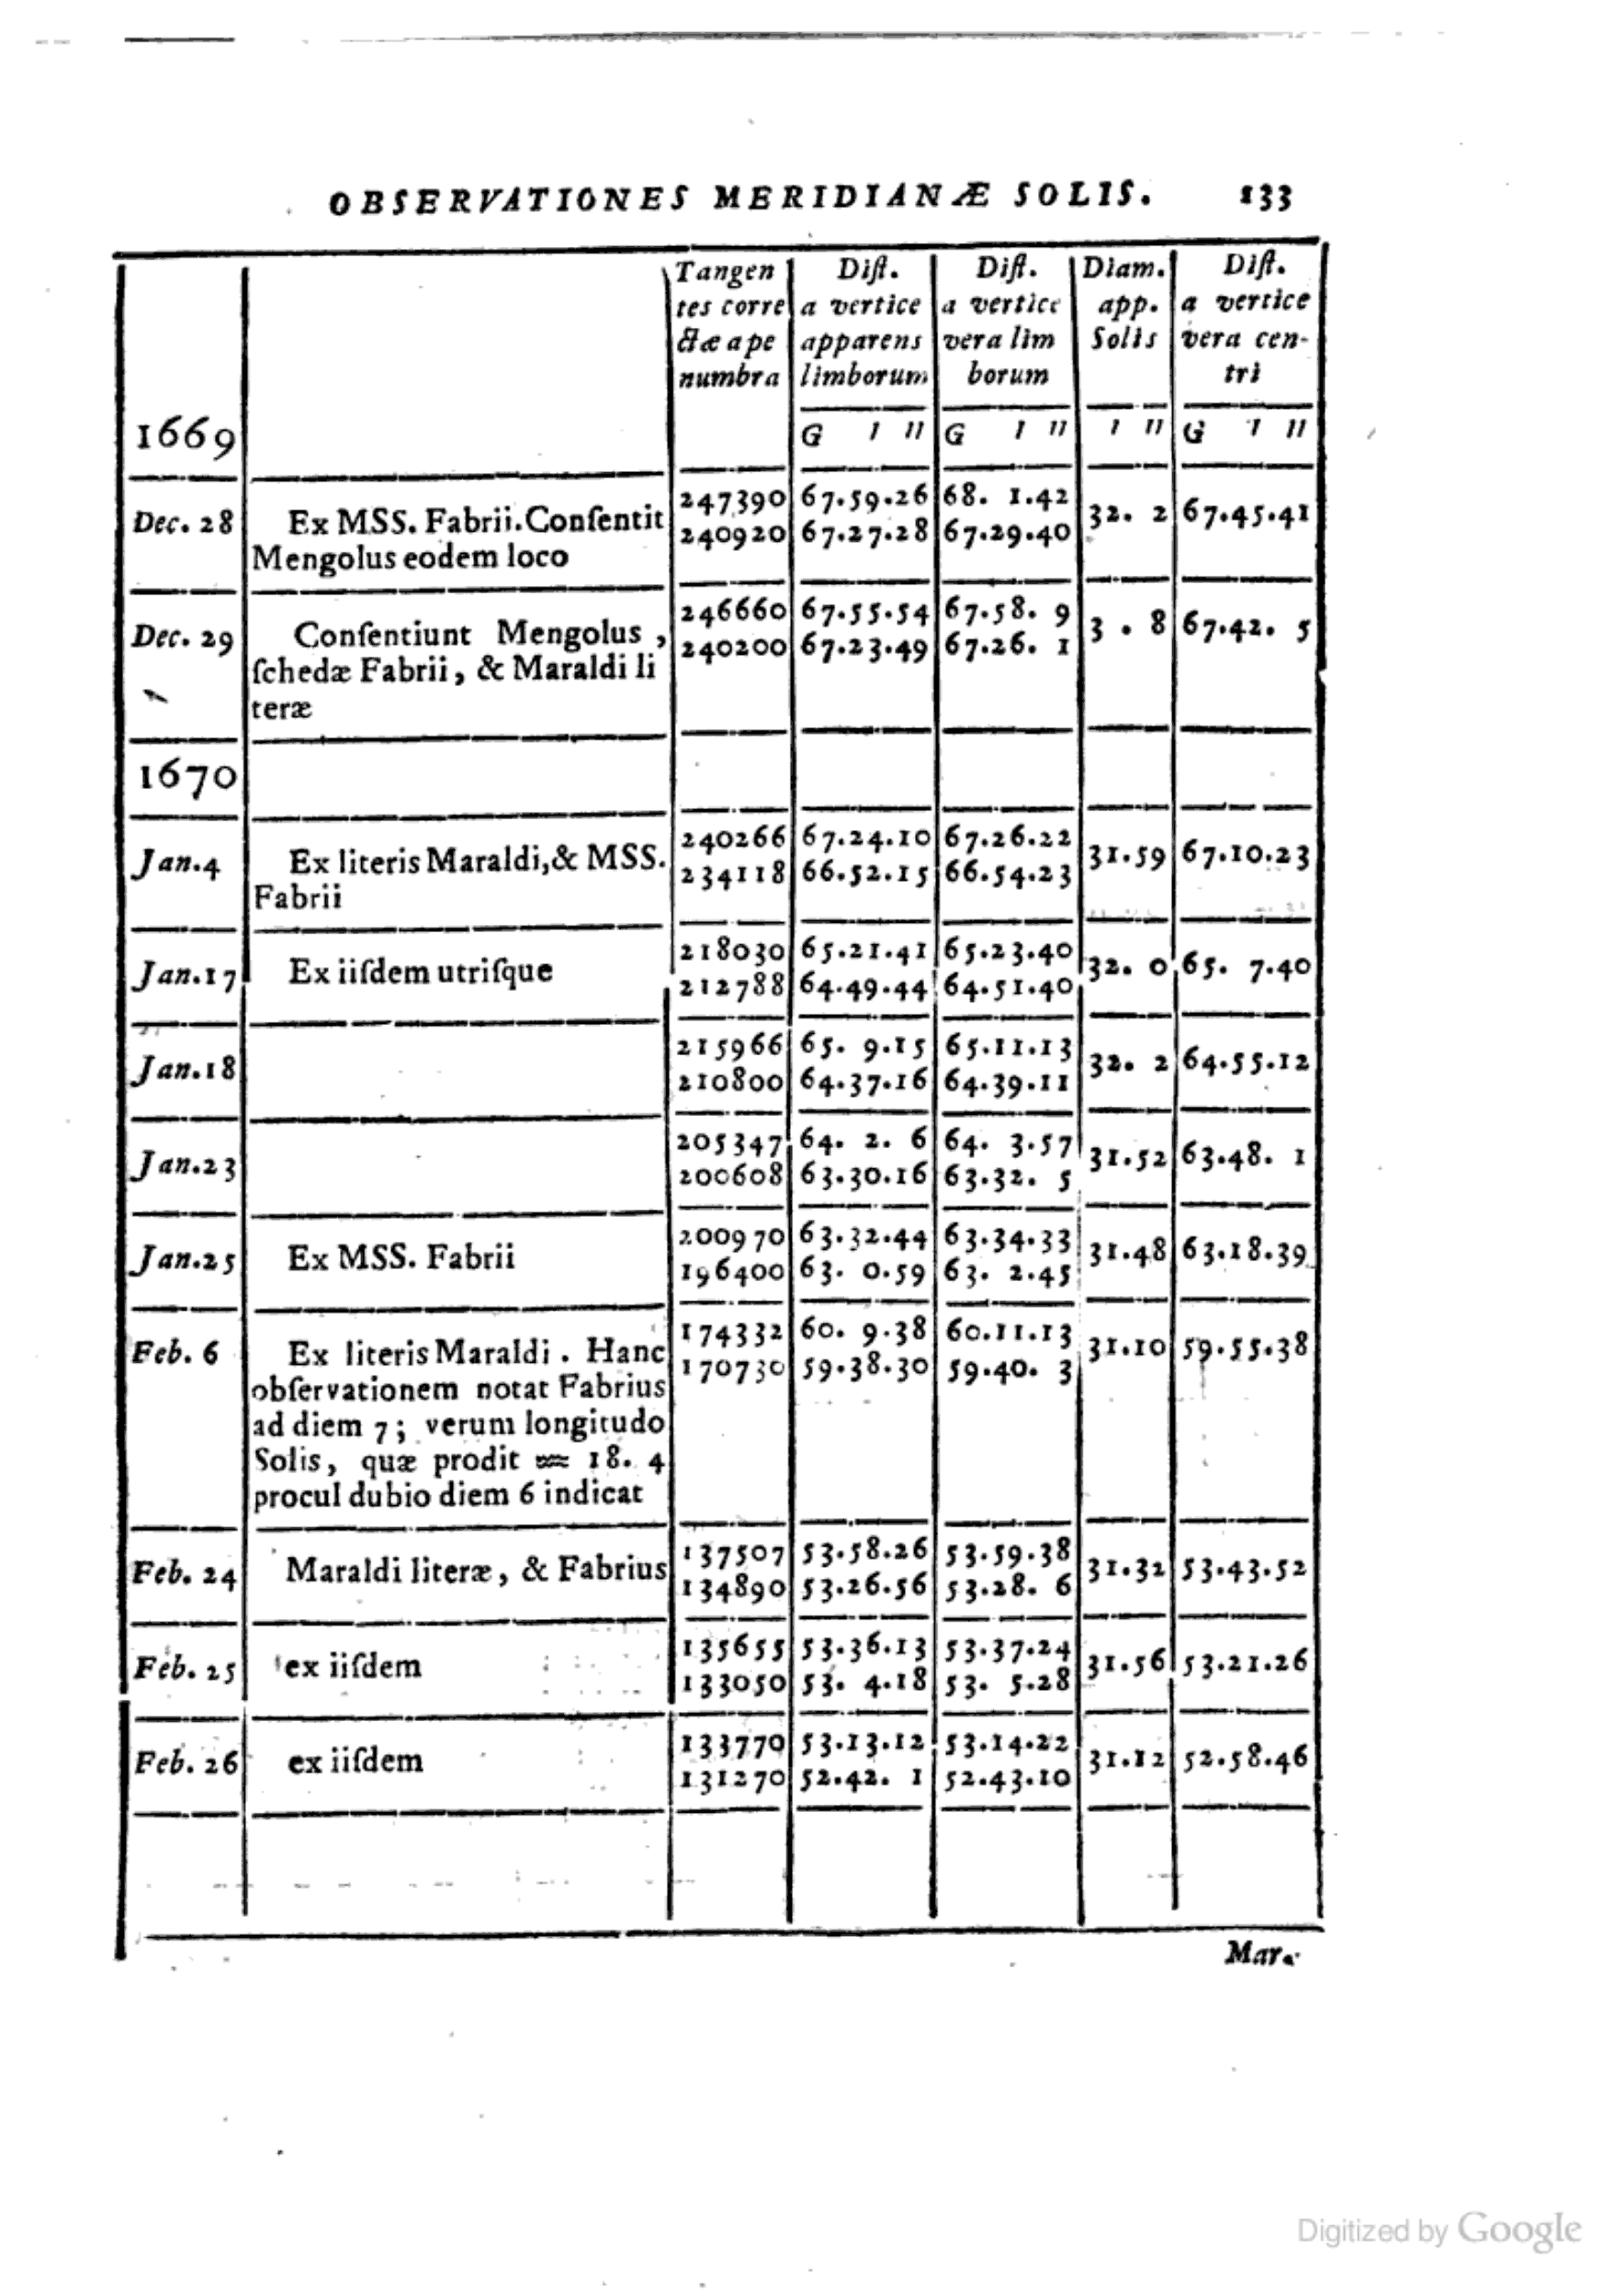 OBSERVATIONES MERIDIANÆ SOLIS. 133
Tangen Diſt. Diſt. Diam. Diſt.
tes corre a vertice a vertice app. a vertice
ctæ a pe apparens vera lim Solis vera cen-
numbra limborum borum tri
1669 G ı ıı G ı ıı ı ıı G ı ıı
247390 67.59.26 68. 1.42
Dec. 28 Ex MSS. Fabrii. Conſentit 32. 2 67.45.41
240920 67.27.28 67.29.40
Mengolus eodem loco
246660 67.55.54 67.58. 9
Dec. 29 Conſentiunt Mengolus , 3 . 8 67.42. 5
240200 67.23.49 67.26. 1
ſchedæ Fabrii, & Maraldi li
teræ
1670
240266 67.24.10 67.26.22
Jan.4 Ex literis Maraldi,& MSS. 31.59 67.10.23
234118 66.52.15 66.54.23
Fabrii
218030 65.21.41 65.23.40
Jan.17 Ex iiſdem utriſque 32. 0 65. 7.40
212788 64.49.44 64.51.40
215966 65. 9.15 65.11.13
Jan.18 32. 2 64.55.12
210800 64.37.16 64.39.11
205347 64. 2. 6 64. 3.57
Jan.23 31.52 63.48. 1
200608 63.30.16 63.32. 5
200970 63.32.44 63.34.33
Jan.25 Ex MSS. Fabrii 31.48 63.18.39
196400 63. 0.59 63. 2.45
174332 60. 9.38 60.11.13
Feb. 6 Ex literis Maraldi . Hanc 31.10 59.55.38
170730 59.38.30 59.40. 3
obſervationem notat Fabrius
ad diem 7 ; verum longitudo
Solis, quæ prodit ♒ 18. 4
procul dubio diem 6 indicat
137507 53.58.26 53.59.38
Feb. 24 Maraldi literæ, & Fabrius 31.32 53.43.52
134890 53.26.56 53.28. 6
135655 53.36.13 53.37.24
Feb. 25 ex iiſdem 31.56 53.21.26
133050 53. 4.18 53. 5.28
133770 53.13.12 53.14.22
Feb. 26 ex iiſdem 31.12 52.58.46
131270 52.42. 1 52.43.10
Mar.
Digitized by Google